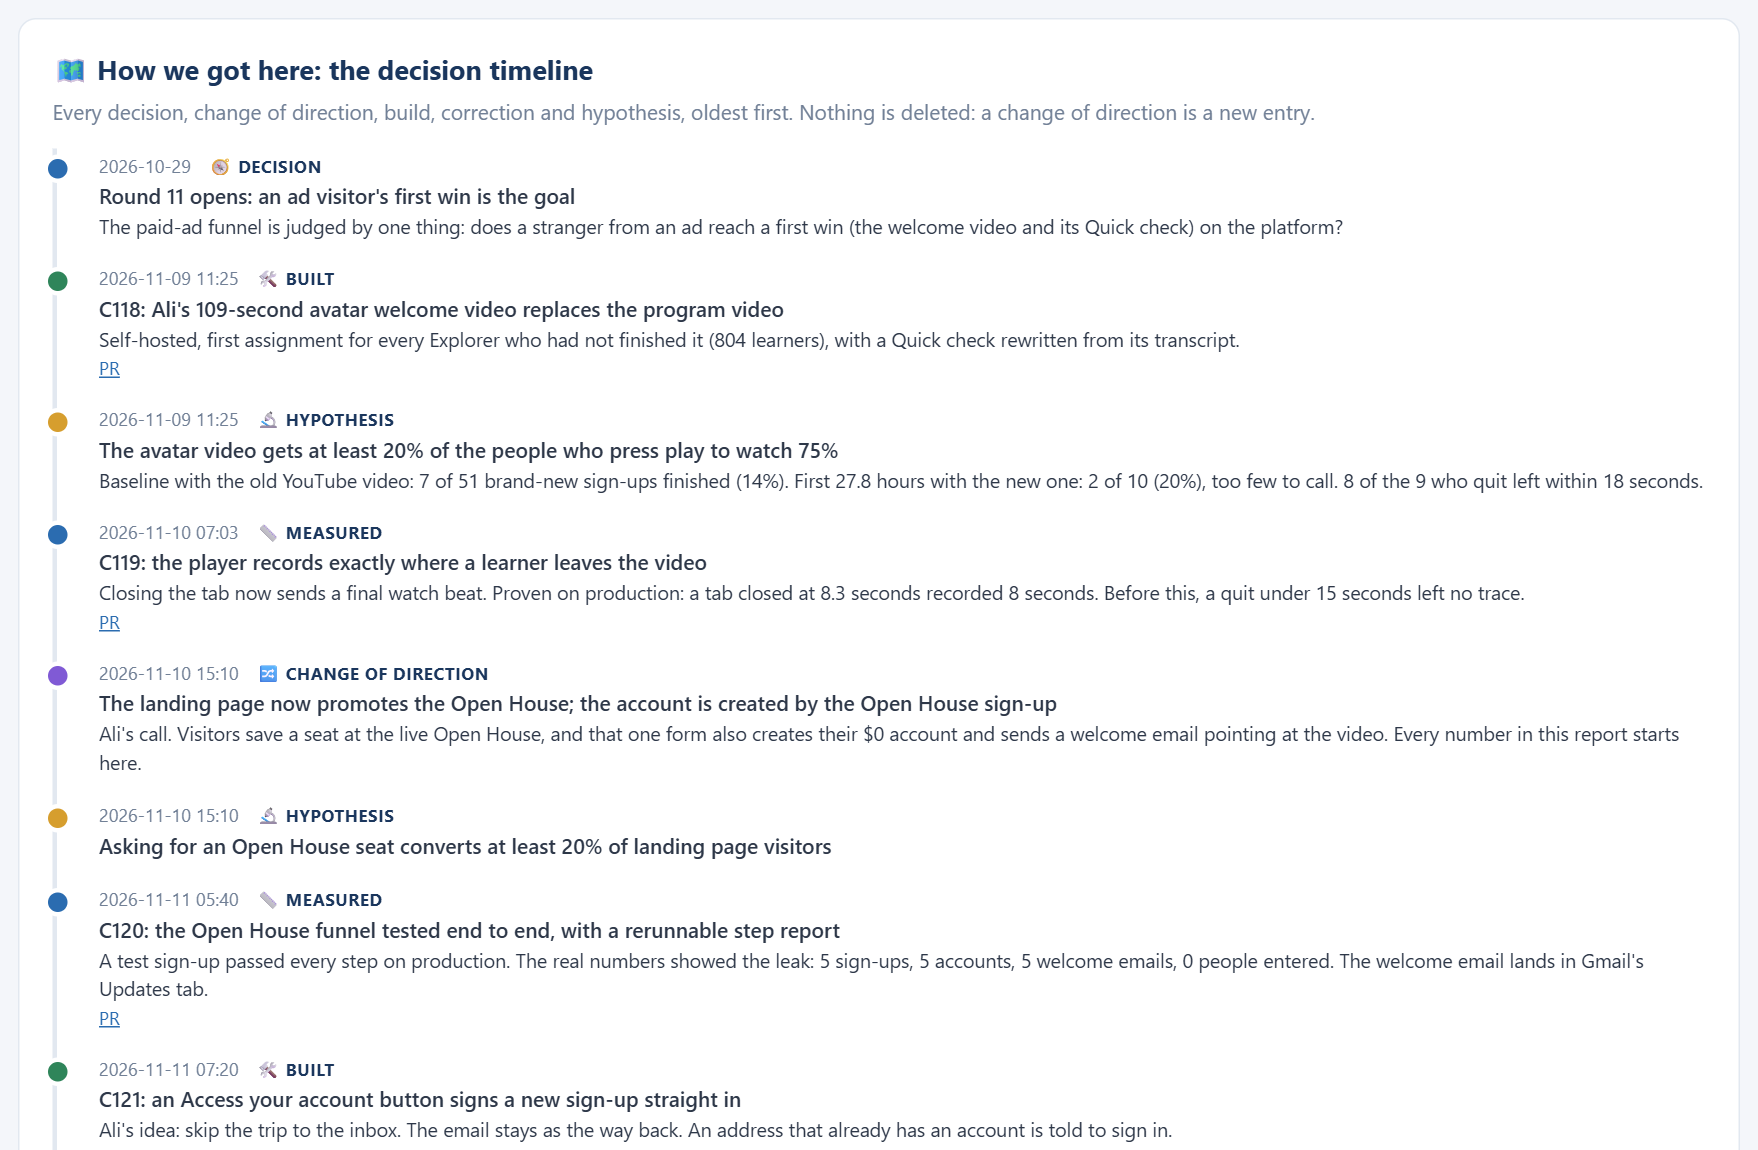 How we got here: the decision timeline
Every decision, change of direction, build, correction and hypothesis, oldest first. Nothing is deleted: a change of direction is a new entry.
2026-10-29 DECISION
Round 11 opens: an ad visitor's first win is the goal
The paid-ad funnel is judged by one thing: does a stranger from an ad reach a first win (the welcome video and its Quick check) on the platform?
2026-11-09 11:25 BUILT
C118: Ali's 109-second avatar welcome video replaces the program video
Self-hosted, first assignment for every Explorer who had not finished it (804 learners), with a Quick check rewritten from its transcript.
PR
2026-11-09 11:25 HYPOTHESIS
The avatar video gets at least 20% of the people who press play to watch 75%
Baseline with the old YouTube video: 7 of 51 brand-new sign-ups finished (14%). First 27.8 hours with the new one: 2 of 10 (20%), too few to call. 8 of the 9 who quit left within 18 seconds.
2026-11-10 07:03 MEASURED
C119: the player records exactly where a learner leaves the video
Closing the tab now sends a final watch beat. Proven on production: a tab closed at 8.3 seconds recorded 8 seconds. Before this, a quit under 15 seconds left no trace.
PR
2026-11-10 15:10 CHANGE OF DIRECTION
The landing page now promotes the Open House; the account is created by the Open House sign-up
Ali's call. Visitors save a seat at the live Open House, and that one form also creates their $0 account and sends a welcome email pointing at the video. Every number in this report starts
here.
2026-11-10 15:10 HYPOTHESIS
Asking for an Open House seat converts at least 20% of landing page visitors
2026-11-11 05:40 MEASURED
C120: the Open House funnel tested end to end, with a rerunnable step report
A test sign-up passed every step on production. The real numbers showed the leak: 5 sign-ups, 5 accounts, 5 welcome emails, 0 people entered. The welcome email lands in Gmail's
Updates tab.
PR
2026-11-11 07:20 BUILT
C121: an Access your account button signs a new sign-up straight in
Ali's idea: skip the trip to the inbox. The email stays as the way back. An address that already has an account is told to sign in.